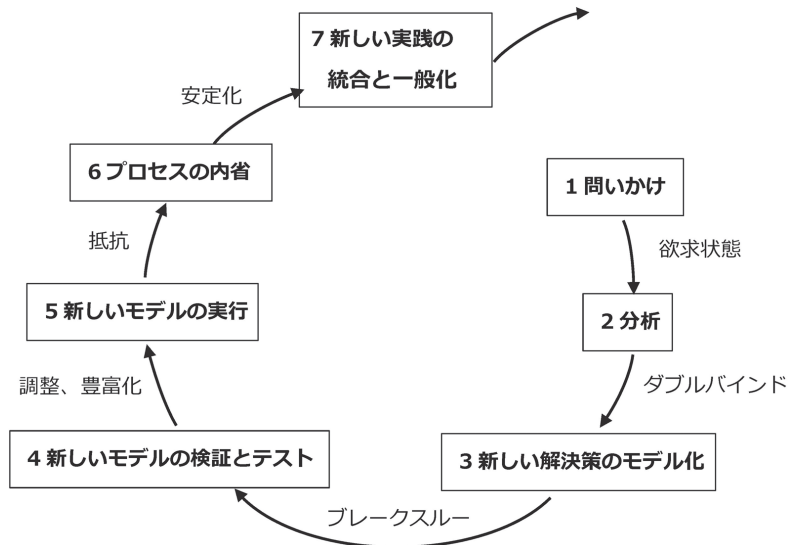 7 新しい実践の
統合と一般化
安定化
6 プロセスの内省
1 問いかけ
抵抗
欲求状態
5 新しいモデルの実行
2 分析
調整、豊富化
ダブルバインド
4 新しいモデルの検証とテスト
3 新しい解決策のモデル化
ブレークスルー